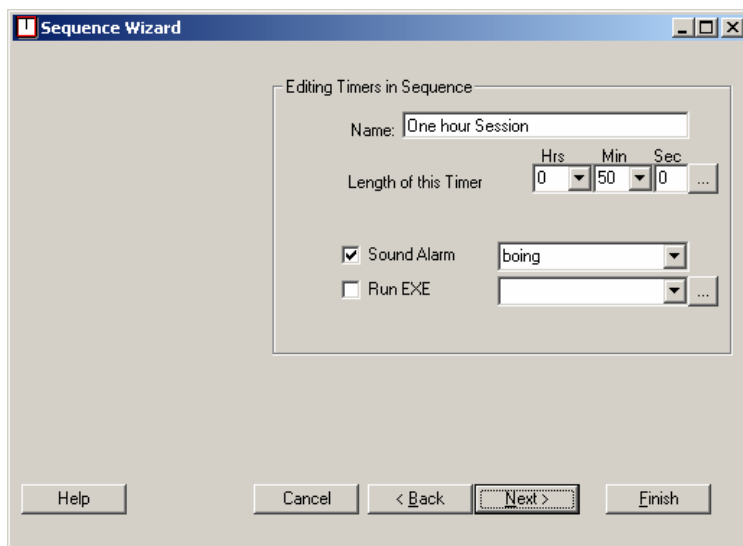 Sequence Wizard
Editing Timers in Sequence
Name: One hour Session
Hrs Min Sec
Length of this Timer 0 50 0 ...
Sound Alarm boing
Run EXE ...
Help Cancel < Back Next > Finish